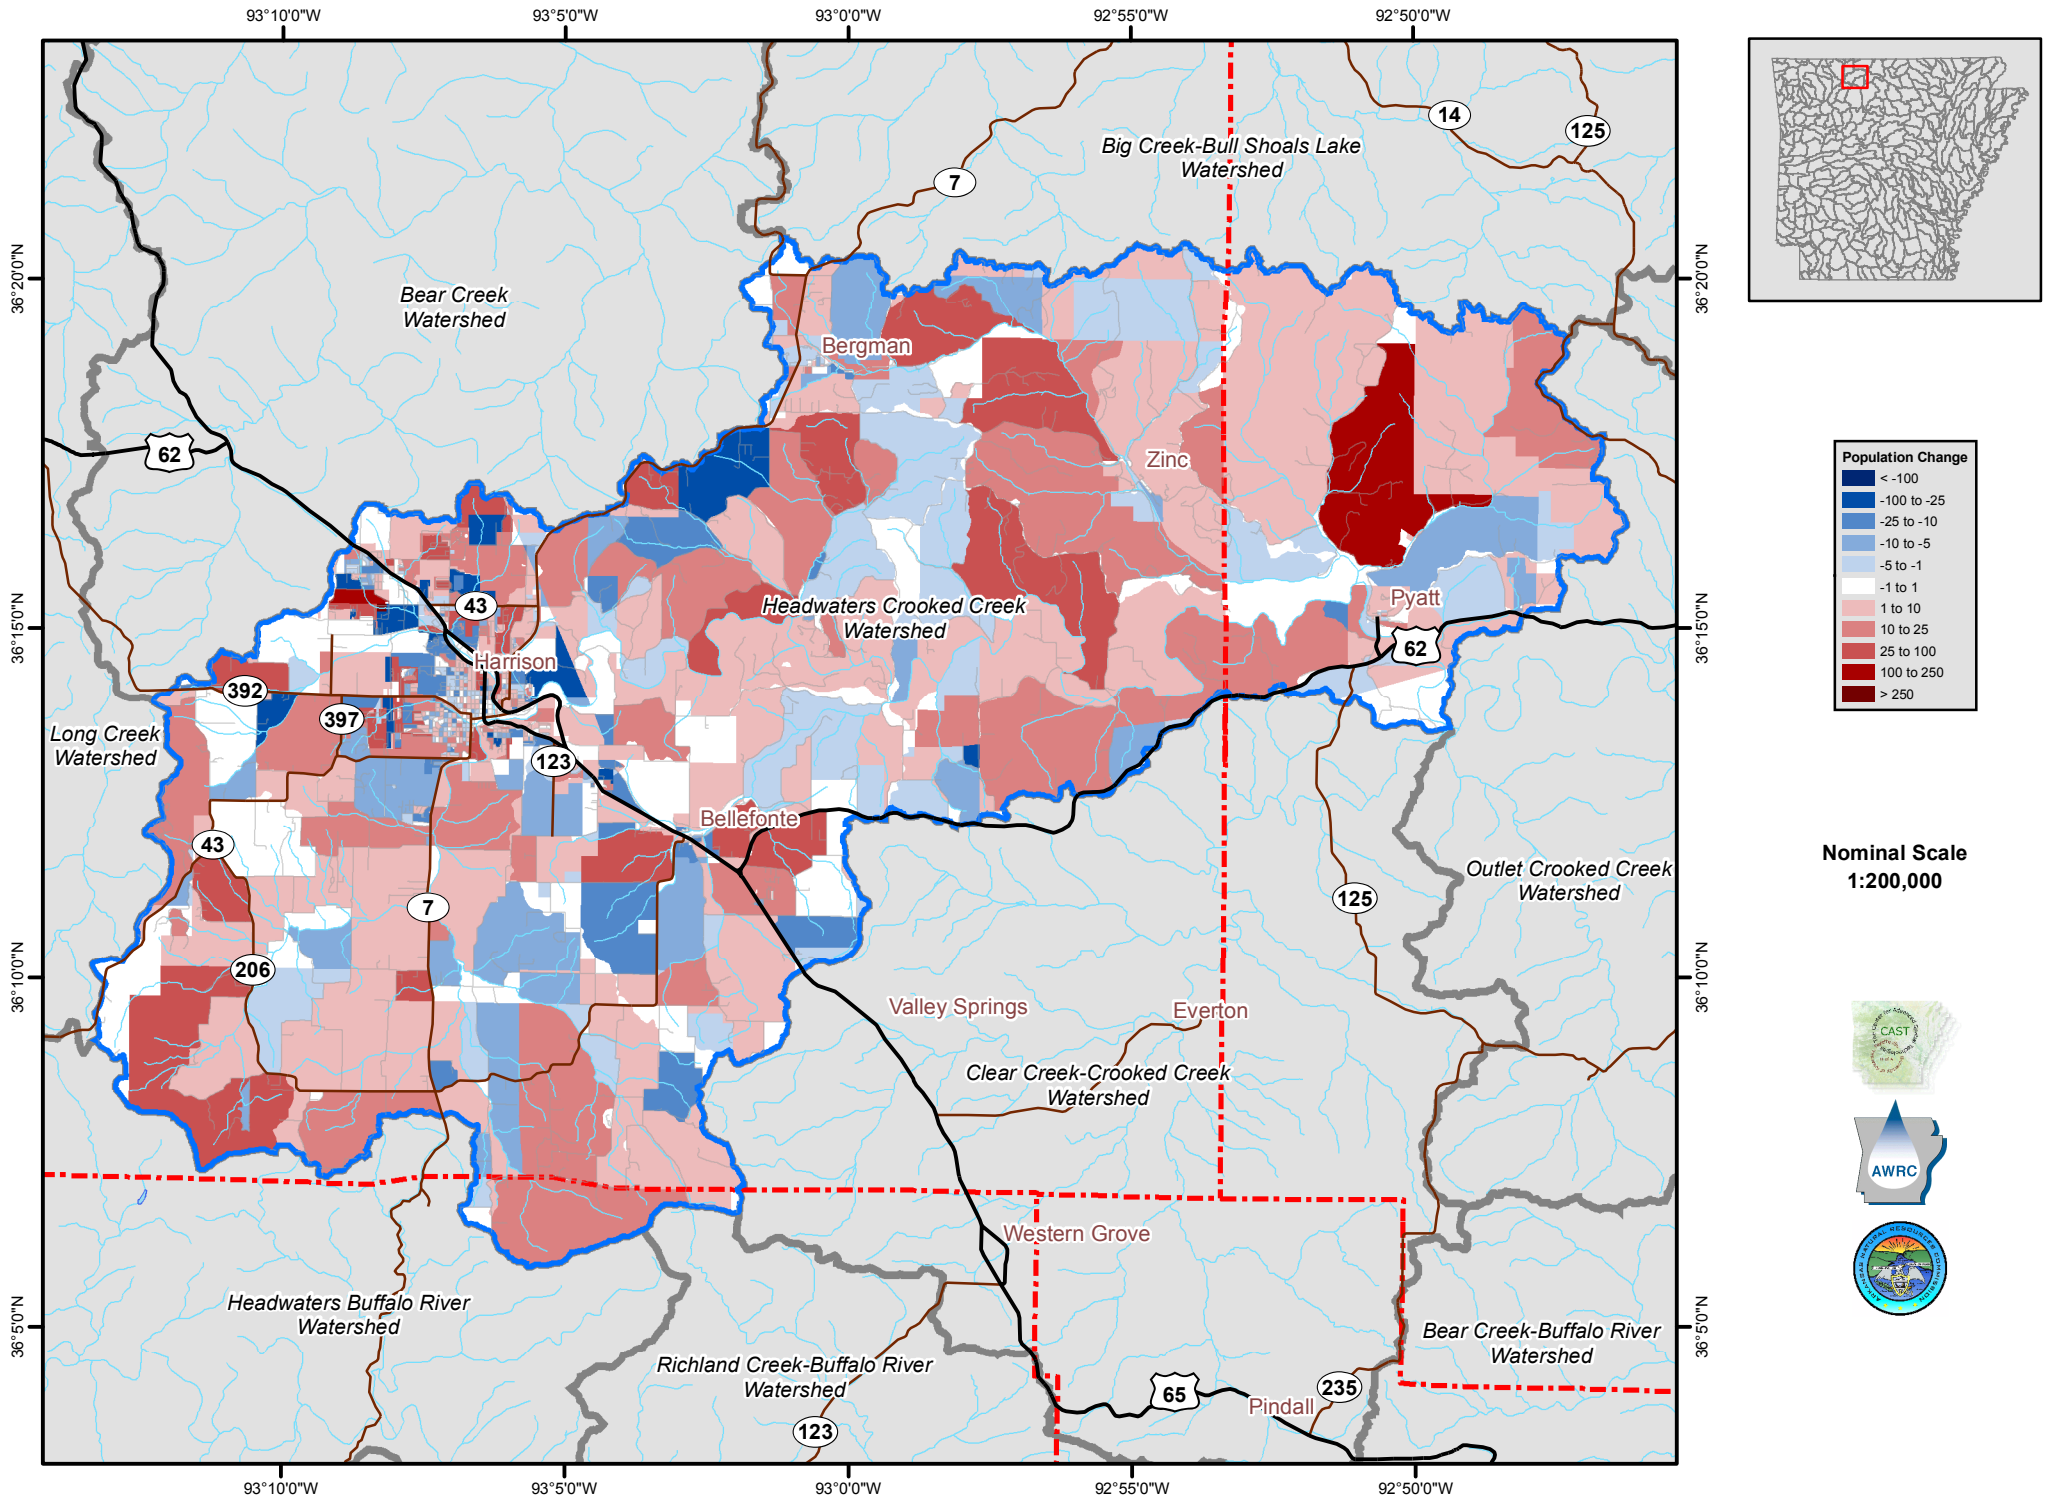 93°10'0"W
93°5'0"W
93°0'0"W
92°55'0"W
92°50'0"W
14
125
Big Creek-Bull Shoals Lake
Watershed
7
36°20'0"N
36°20'0"N
Bear Creek
Watershed
Bergman
62
Zinc
Population Change
< -100
-100 to -25
-25 to -10
-10 to -5
-5 to -1
-1 to 1
1 to 10
10 to 25
25 to 100
100 to 250
> 250
43
Headwaters Crooked Creek
Watershed
Pyatt
36°15'0"N
36°15'0"N
62
Harrison
392
397
Long Creek
Watershed
123
Bellefonte
43
Nominal Scale
1:200,000
Outlet Crooked Creek
Watershed
7
125
206
36°10'0"N
36°10'0"N
Valley Springs
Everton
CAST
Clear Creek-Crooked Creek
Watershed
AWRC
Western Grove
ARKANSAS NATURAL RESOURCES COMMISSION
Headwaters Buffalo River
Watershed
36°5'0"N
36°5'0"N
Bear Creek-Buffalo River
Watershed
Richland Creek-Buffalo River
Watershed
65
235
Pindall
123
93°10'0"W
93°5'0"W
93°0'0"W
92°55'0"W
92°50'0"W